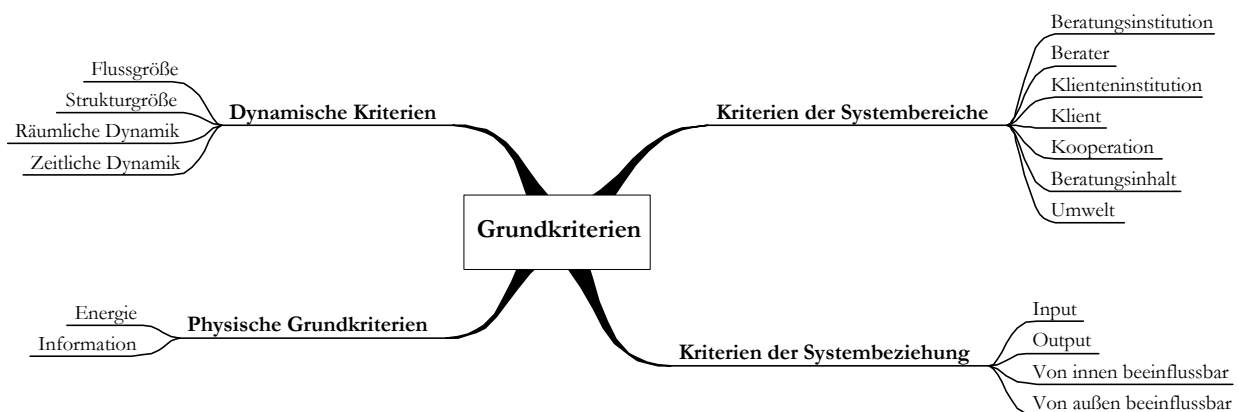 Grundkriterien
Dynamische Kriterien
Flussgröße
Strukturgröße
Räumliche Dynamik
Zeitliche Dynamik
Physische Grundkriterien
Energie
Information
Kriterien der Systembereiche
Beratungsinstitution
Berater
Klienteninstitution
Klient
Kooperation
Beratungsinhalt
Umwelt
Kriterien der Systembeziehung
Input
Output
Von innen beeinflussbar
Von außen beeinflussbar